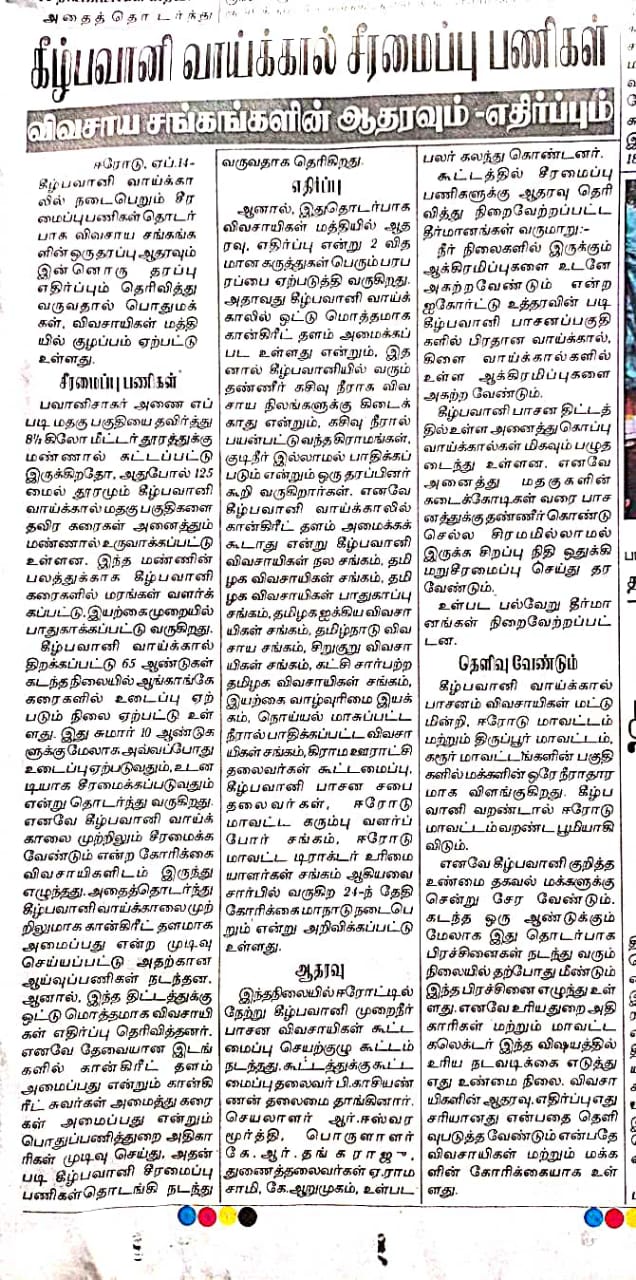 அதைத்தொடர்ந்து
கீழ்பவானி வாய்க்கால் சீரமைப்பு பணிகள்
விவசாய சங்கங்களின் ஆதரவும் -எதிர்ப்பும்
ஈரோடு, எப்.14-
கீழ்பவானி வாய்க்கா
லில் நடைபெறும் சீர
மைப்புபணிகள் தொடர்
பாக விவசாய சங்கங்க
ளின் ஒருதரப்பு ஆதரவும்
இன்னொரு தரப்பு
எதிர்ப்பும் தெரிவித்து
வருவதால் பொதுமக்
கள், விவசாயிகள் மத்தி
யில் குழப்பம் ஏற்பட்டு
உள்ளது.
சீரமைப்பு பணிகள்
பவானிசாகர் அணை எப்
படி மதகு பகுதியை தவிர்த்து
8½ கிலோ மீட்டர் தூரத்துக்கு
மண்ணால் கட்டப்பட்டு
இருக்கிறதோ, அதுபோல் 125
மைல் தூரமும் கீழ்பவானி
வாய்க்கால் மதகு பகுதிகளை
தவிர கரைகள் அனைத்தும்
மண்ணால் உருவாக்கப்பட்டு
உள்ளன. இந்த மண்ணின்
பலத்துக்காக கீழ்பவானி
கரைகளில் மரங்கள் வளர்க்
கப்பட்டு, இயற்கை முறையில்
பாதுகாக்கப்பட்டு வருகிறது.
கீழ்பவானி வாய்க்கால்
திறக்கப்பட்டு 65 ஆண்டுகள்
கடந்த நிலையில் ஆங்காங்கே
கரைகளில் உடைப்பு ஏற்
படும் நிலை ஏற்பட்டு உள்
ளது. இது சுமார் 10 ஆண்டுக
ளுக்கு மேலாக அவ்வப்போது
உடைப்பு ஏற்படுவதும், உடன
டியாக சீரமைக்கப்படுவதும்
என்று தொடர்ந்து வருகிறது.
எனவே கீழ்பவானி வாய்க்
காலை முற்றிலும் சீரமைக்க
வேண்டும் என்ற கோரிக்கை
விவசாயிகளிடம் இருந்து
எழுந்தது. அதைத்தொடர்ந்து
கீழ்பவானி வாய்க்காலை முற்
றிலுமாக கான்கிரீட் தளமாக
அமைப்பது என்ற முடிவு
செய்யப்பட்டு அதற்கான
ஆய்வுப்பணிகள் நடந்தன.
ஆனால், இந்த திட்டத்துக்கு
ஒட்டு மொத்தமாக விவசாயி
கள் எதிர்ப்பு தெரிவித்தனர்.
எனவே தேவையான இடங்
களில் கான்கிரீட் தளம்
அமைப்பது என்றும் கான்கி
ரீட் சுவர்கள் அமைத்து கரை
கள் அமைப்பது என்றும்
பொதுப்பணித்துறை அதிகா
ரிகள் முடிவு செய்து, அதன்
படி கீழ்பவானி சீரமைப்பு
பணிகள் தொடங்கி நடந்து
வருவதாக தெரிகிறது.
எதிர்ப்பு
ஆனால், இதுதொடர்பாக
விவசாயிகள் மத்தியில் ஆத
ரவு, எதிர்ப்பு என்று 2 வித
மான கருத்துகள் பெரும் பரப
ரப்பை ஏற்படுத்தி வருகிறது.
அதாவது கீழ்பவானி வாய்க்
காலில் ஒட்டு மொத்தமாக
கான்கிரீட் தளம் அமைக்கப்
பட உள்ளது என்றும், இத
னால் கீழ்பவானியில் வரும்
தண்ணீர் கசிவு நீராக விவ
சாய நிலங்களுக்கு கிடைக்
காது என்றும், கசிவு நீரால்
பயன்பட்டு வந்த கிராமங்கள்,
குடிநீர் இல்லாமல் பாதிக்கப்
படும் என்றும் ஒரு தரப்பினர்
கூறி வருகிறார்கள். எனவே
கீழ்பவானி வாய்க்காலில்
கான்கிரீட் தளம் அமைக்கக்
கூடாது என்று கீழ்பவானி
விவசாயிகள் நல சங்கம், தமி
ழக விவசாயிகள் சங்கம், தமி
ழக விவசாயிகள் பாதுகாப்பு
சங்கம், தமிழக ஐக்கிய விவசா
யிகள் சங்கம், தமிழ்நாடு விவ
சாய சங்கம், சிறுகுறு விவசா
யிகள் சங்கம், கட்சி சார்பற்ற
தமிழக விவசாயிகள் சங்கம்,
இயற்கை வாழ்வுரிமை இயக்
கம், நொய்யல் மாசுப்பட்ட
நீரால் பாதிக்கப்பட்ட விவசா
யிகள் சங்கம், கிராம ஊராட்சி
தலைவர்கள் கூட்டமைப்பு,
கீழ்பவானி பாசன சபை
தலைவர்கள், ஈரோடு
மாவட்ட கரும்பு வளர்ப்
போர் சங்கம், ஈரோடு
மாவட்ட டிராக்டர் உரிமை
யாளர்கள் சங்கம் ஆகியவை
சார்பில் வருகிற 24-ந் தேதி
கோரிக்கை மாநாடு நடைபெ
றும் என்று அறிவிக்கப்பட்டு
உள்ளது.
ஆதரவு
இந்தநிலையில் ஈரோட்டில்
நேற்று கீழ்பவானி முறைநீர்
பாசன விவசாயிகள் கூட்ட
மைப்பு செயற்குழு கூட்டம்
நடந்தது. கூட்டத்துக்கு கூட்ட
மைப்பு தலைவர் பி.காசியண்
ணன் தலைமை தாங்கினார்.
செயலாளர் ஆர்.ஈஸ்வர
மூர்த்தி, பொருளாளர்
கே.ஆர்.தங்கராஜு,
துணைத்தலைவர்கள் ஏ.ராம
சாமி, கே.ஆறுமுகம், உள்பட
பலர் கலந்து கொண்டனர்.
கூட்டத்தில் சீரமைப்பு
பணிகளுக்கு ஆதரவு தெரி
வித்து நிறைவேற்றப்பட்ட
தீர்மானங்கள் வருமாறு:-
நீர் நிலைகளில் இருக்கும்
ஆக்கிரமிப்புகளை உடனே
அகற்றவேண்டும் என்ற
ஐகோர்ட்டு உத்தரவின் படி
கீழ்பவானி பாசனப்பகுதி
களில் பிரதான வாய்க்கால்,
கிளை வாய்க்கால்களில்
உள்ள ஆக்கிரமிப்புகளை
அகற்ற வேண்டும்.
கீழ்பவானி பாசன திட்டத்
தில் உள்ள அனைத்து கொப்பு
வாய்க்கால்கள் மிகவும் பழுத
டைந்து உள்ளன. எனவே
அனைத்து மதகுகளின்
கடைக்கோடிகள் வரை பாச
னத்துக்கு தண்ணீர் கொண்டு
செல்ல சிரமமில்லாமல்
இருக்க சிறப்பு நிதி ஒதுக்கி
மறுசீரமைப்பு செய்து தர
வேண்டும்.
உள்பட பல்வேறு தீர்மா
னங்கள் நிறைவேற்றப்பட்
டன.
தெளிவு வேண்டும்
கீழ்பவானி வாய்க்கால்
பாசனம் விவசாயிகள் மட்டு
மின்றி, ஈரோடு மாவட்டம்
மற்றும் திருப்பூர் மாவட்டம்,
கரூர் மாவட்டங்களின் பகுதி
களில் மக்களின் ஒரே நீராதார
மாக விளங்குகிறது. கீழ்ப
வானி வறண்டால் ஈரோடு
மாவட்டம் வறண்ட பூமியாகி
விடும்.
எனவே கீழ்பவானி குறித்த
உண்மை தகவல் மக்களுக்கு
சென்று சேர வேண்டும்.
கடந்த ஒரு ஆண்டுக்கும்
மேலாக இது தொடர்பாக
பிரச்சினைகள் நடந்து வரும்
நிலையில் தற்போது மீண்டும்
இந்த பிரச்சினை எழுந்து உள்
ளது. எனவே உரிய துறை அதி
காரிகள் மற்றும் மாவட்ட
கலெக்டர் இந்த விஷயத்தில்
உரிய நடவடிக்கை எடுத்து
எது உண்மை நிலை. விவசா
யிகளின் ஆதரவு, எதிர்ப்பு எது
சரியானது என்பதை தெளி
வுபடுத்த வேண்டும் என்பதே
விவசாயிகள் மற்றும் மக்க
ளின் கோரிக்கையாக உள்
ளது.